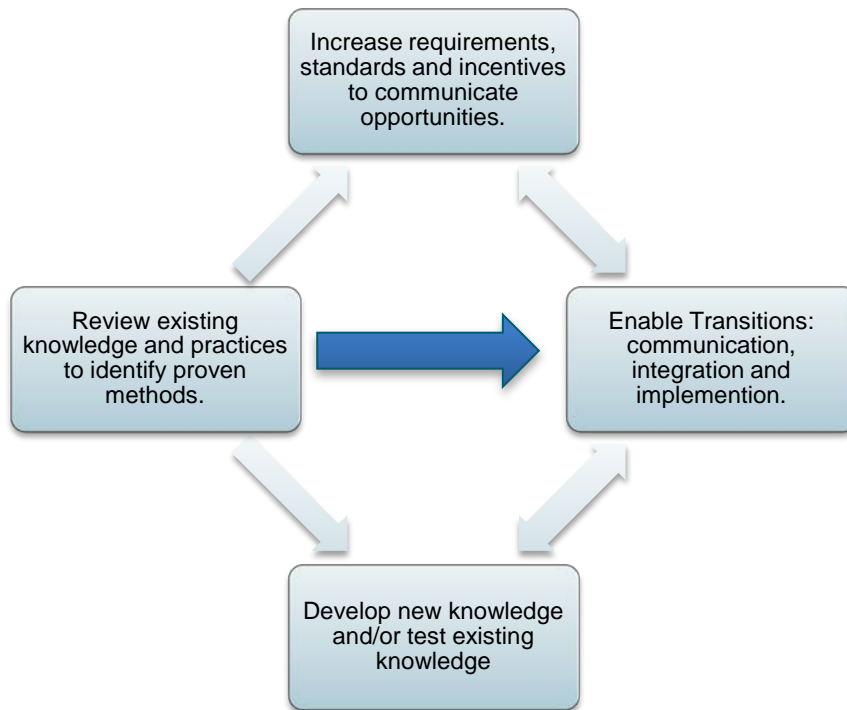 Increase requirements,
standards and incentives
to communicate
opportunities.
Review existing
knowledge and practices
to identify proven
methods.
Enable Transitions:
communication,
integration and
implemention.
Develop new knowledge
and/or test existing
knowledge